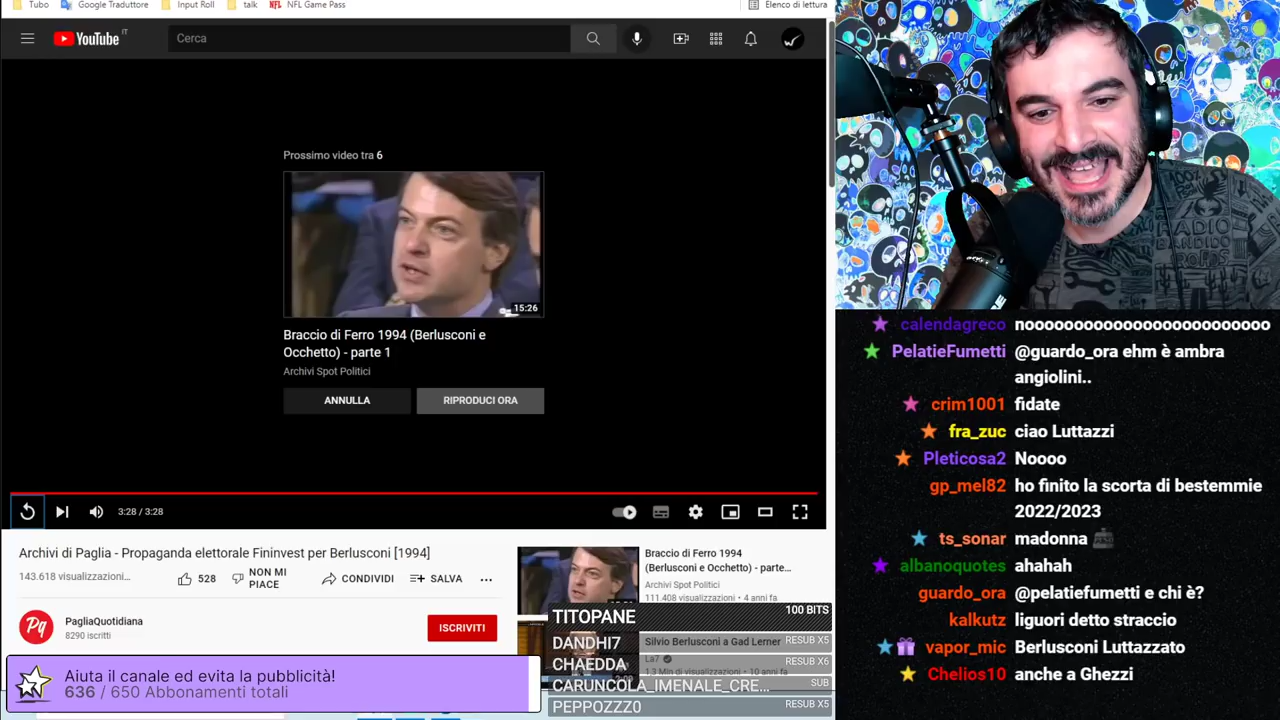 Tubo Google Traduttore Input Roll talk NFL Game Pass Elenco di lettura
YouTube IT
Cerca
Prossimo video tra 6
15:26
Braccio di Ferro 1994 (Berlusconi e
Occhetto) - parte 1
Archivi Spot Politici
ANNULLA RIPRODUCI ORA
3:28 / 3:28
Archivi di Paglia - Propaganda elettorale Fininvest per Berlusconi [1994]
143.618 visualizzazioni...
528
NON MI
PIACE
CONDIVIDI
SALVA
Pq
PagliaQuotidiana
8290 iscritti
ISCRIVITI
Braccio di Ferro 1994
(Berlusconi e Occhetto) - parte...
Archivi Spot Politici
111.408 visualizzazioni • 4 anni fa
Silvio Berlusconi a Gad Lerner
La7
1,3 Mln di visualizzazioni • 10 anni fa
TITOPANE 100 BITS
DANDHI7 RESUB X5
CHAEDDA RESUB X6
CARUNCOLA_IMENALE_CRE... SUB
PEPPOZZZ0 RESUB X5
Aiuta il canale ed evita la pubblicità!
636 / 650 Abbonamenti totali
RADIO
BANDIDO
calendagreco nooooooooooooooooooooooo
PelatieFumetti @guardo_ora ehm è ambra
angiolini..
crim1001 fidate
fra_zuc ciao Luttazzi
Pleticosa2 Noooo
gp_mel82 ho finito la scorta di bestemmie
2022/2023
ts_sonar madonna
albanoquotes ahahah
guardo_ora @pelatiefumetti e chi è?
kalkutz liguori detto straccio
vapor_mic Berlusconi Luttazzato
Chelios10 anche a Ghezzi